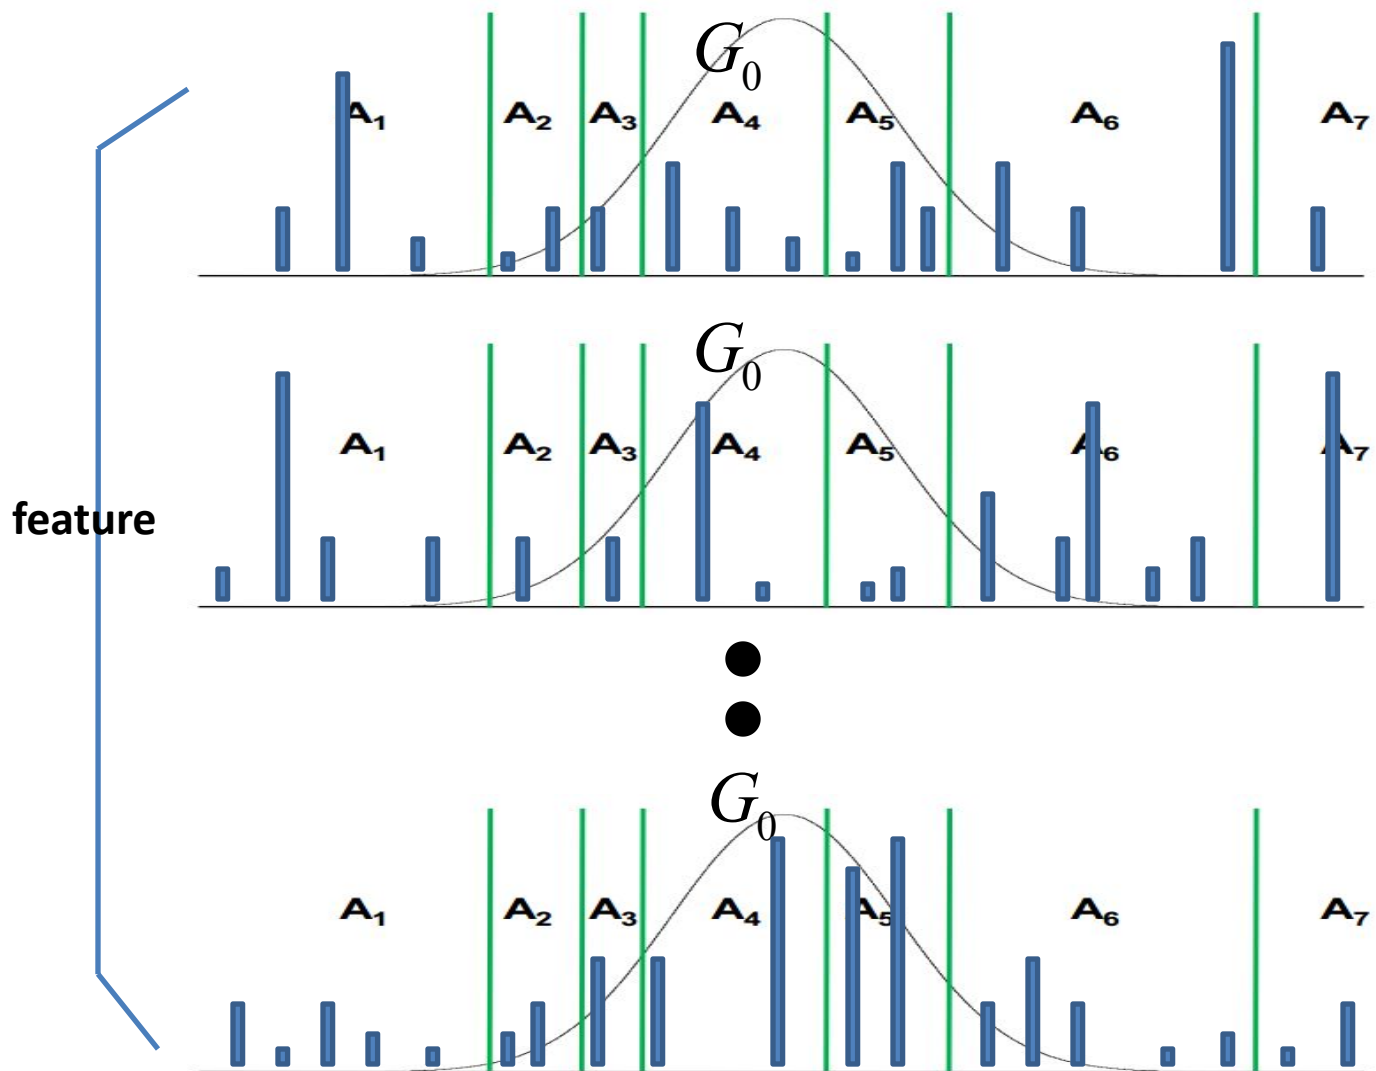 G₀
A₁ A₂ A₃ A₄ A₅ A₆ A₇
G₀
A₁ A₂ A₃ A₄ A₅ A₆ A₇
feature
G₀
A₁ A₂ A₃ A₄ A₅ A₆ A₇